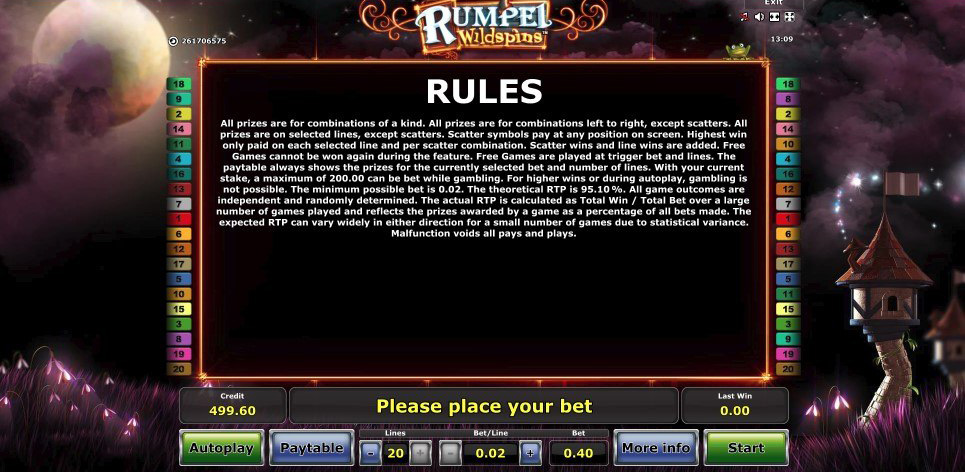 Exit
RUMPEL
Wildspins™
261706575
13:09
RULES
All prizes are for combinations of a kind. All prizes are for combinations left to right, except scatters. All
prizes are on selected lines, except scatters. Scatter symbols pay at any position on screen. Highest win
only paid on each selected line and per scatter combination. Scatter wins and line wins are added. Free
Games cannot be won again during the feature. Free Games are played at trigger bet and lines. The
paytable always shows the prizes for the currently selected bet and number of lines. With your current
stake, a maximum of 200.00 can be bet while gambling. For higher wins or during autoplay, gambling is
not possible. The minimum possible bet is 0.02. The theoretical RTP is 95.10%. All game outcomes are
independent and randomly determined. The actual RTP is calculated as Total Win / Total Bet over a large
number of games played and reflects the prizes awarded by a game as a percentage of all bets made. The
expected RTP can vary widely in either direction for a small number of games due to statistical variance.
Malfunction voids all pays and plays.
18 18
9 8
2 2
14 14
11 10
4 4
16 16
13 12
7 7
1 1
6 6
12 13
17 17
5 5
10 11
15 15
3 3
8 9
19 19
20 20
Credit
499.60
Please place your bet
Last Win
0.00
Autoplay
Paytable
Lines
- 20 +
Bet/Line
- 0.02 +
Bet
0.40
More info
Start